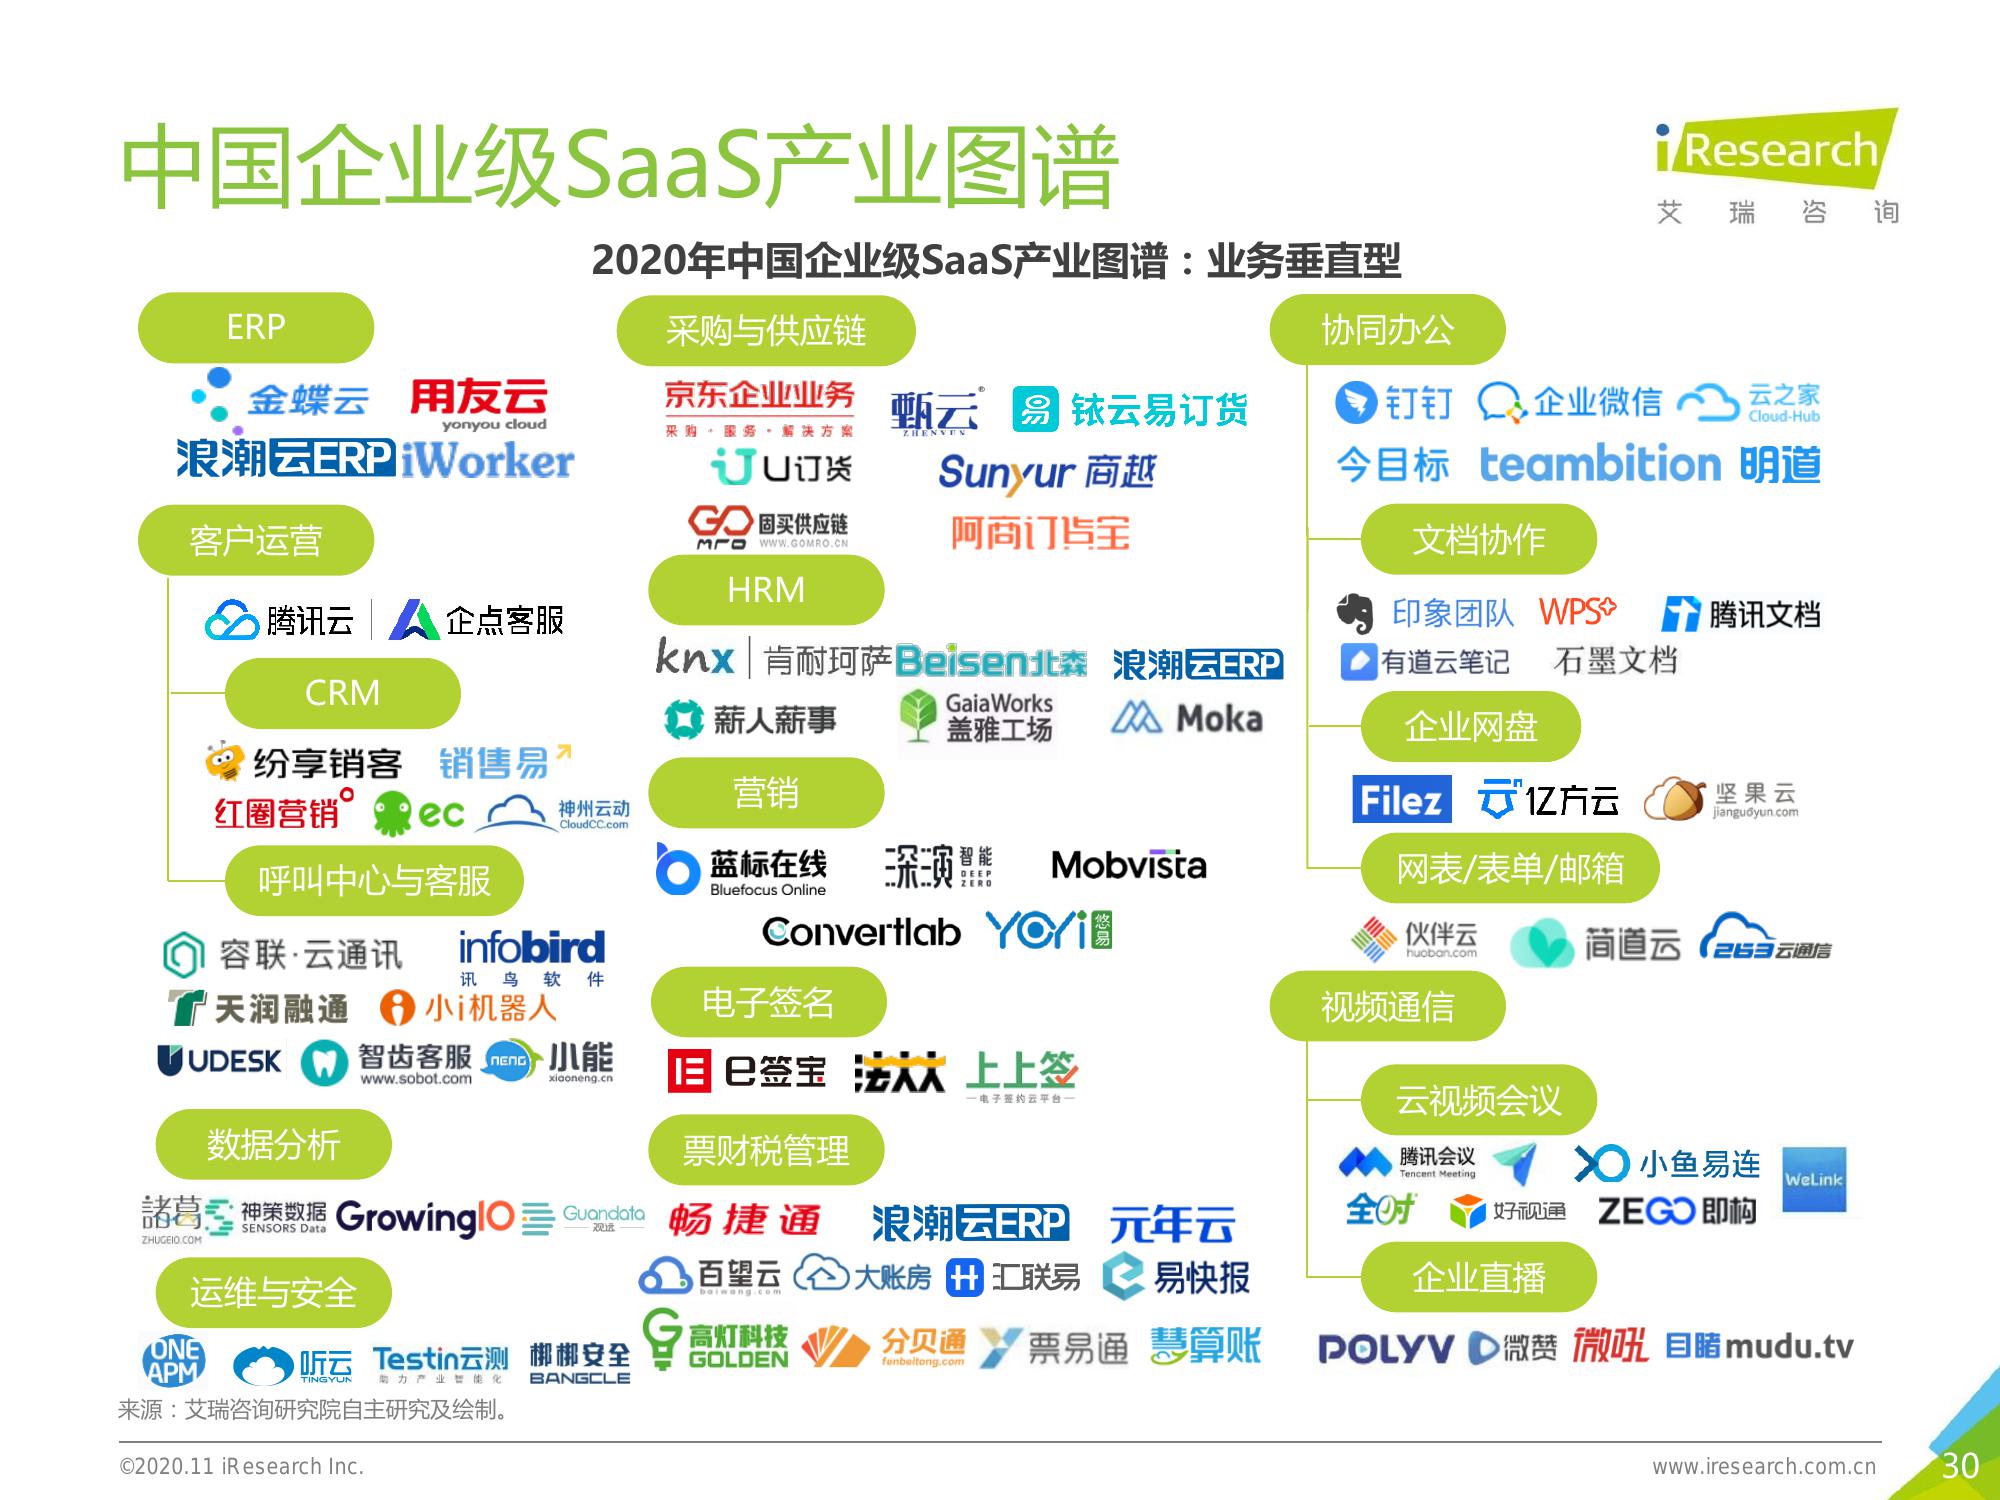 中国企业级SaaS产业图谱
iResearch
艾瑞咨询
2020年中国企业级SaaS产业图谱：业务垂直型
ERP
金蝶云 用友云
yonyou cloud
浪潮云ERP iWorker
客户运营
腾讯云 企点客服
CRM
纷享销客 销售易
红圈营销 ec 神州云动
CloudCC.com
呼叫中心与客服
容联·云通讯 infobird
讯鸟软件
天润融通 小i机器人
UDESK 智齿客服 NENG 小能
www.sobot.com xiaoneng.cn
数据分析
諸葛 神策数据 GrowingIO Guandata
ZHUGEIO.COM SENSORS Data 观远
运维与安全
ONE APM 听云 Testin云测 梆梆安全
TINGYUN 助力产业智能化 BANGCLE
采购与供应链
京东企业业务 甄云® 易 铱云易订货
采购·服务·解决方案 ZHENYUN
U订货 Sunyur 商越
GO mro 固买供应链 阿商订货宝
WWW.GOMRO.CN
HRM
knx 肯耐珂萨 Beisen北森 浪潮云ERP
薪人薪事 GaiaWorks 盖雅工场 Moka
营销
蓝标在线 深演智能 Mobvista
Bluefocus Online DEEP ZERO
Convertlab YOYi 悠易
电子签名
e签宝 法大大 上上签
电子签约云平台
票财税管理
畅捷通 浪潮云ERP 元年云
百望云 大账房 汇联易 易快报
baiwang.com
高灯科技 分贝通 票易通 慧算账
GOLDEN fenbeitong.com
协同办公
钉钉 企业微信 云之家
Cloud-Hub
今目标 teambition 明道
文档协作
印象团队 WPS 腾讯文档
有道云笔记 石墨文档
企业网盘
Filez 亿方云 坚果云
jianguoyun.com
网表/表单/邮箱
伙伴云 简道云 263云通信
huoban.com
视频通信
云视频会议
腾讯会议 小鱼易连 WeLink
Tencent Meeting
全时 好视通 ZEGO 即构
企业直播
POLYV 微赞 微吼 目睹mudu.tv
来源：艾瑞咨询研究院自主研究及绘制。
©2020.11 iResearch Inc.
www.iresearch.com.cn
30